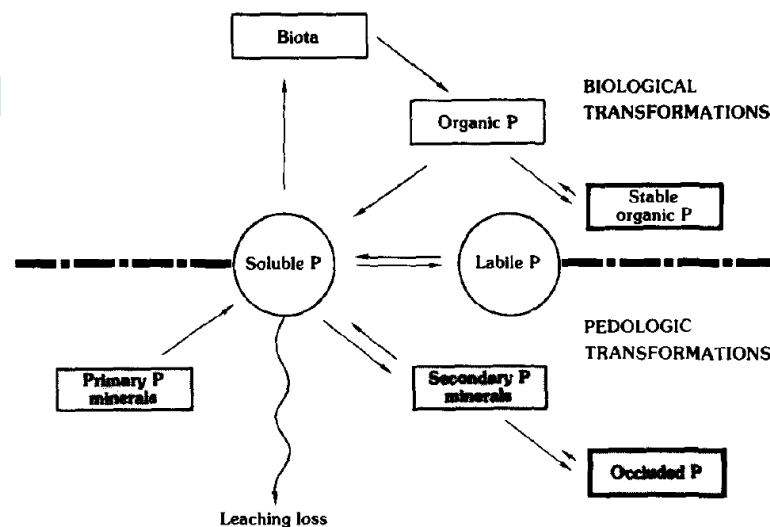 Biota
BIOLOGICAL
TRANSFORMATIONS
Organic P
Stable
organic P
Soluble P
Labile P
PEDOLOGIC
TRANSFORMATIONS
Primary P
minerals
Secondary P
minerals
Occluded P
Leaching loss